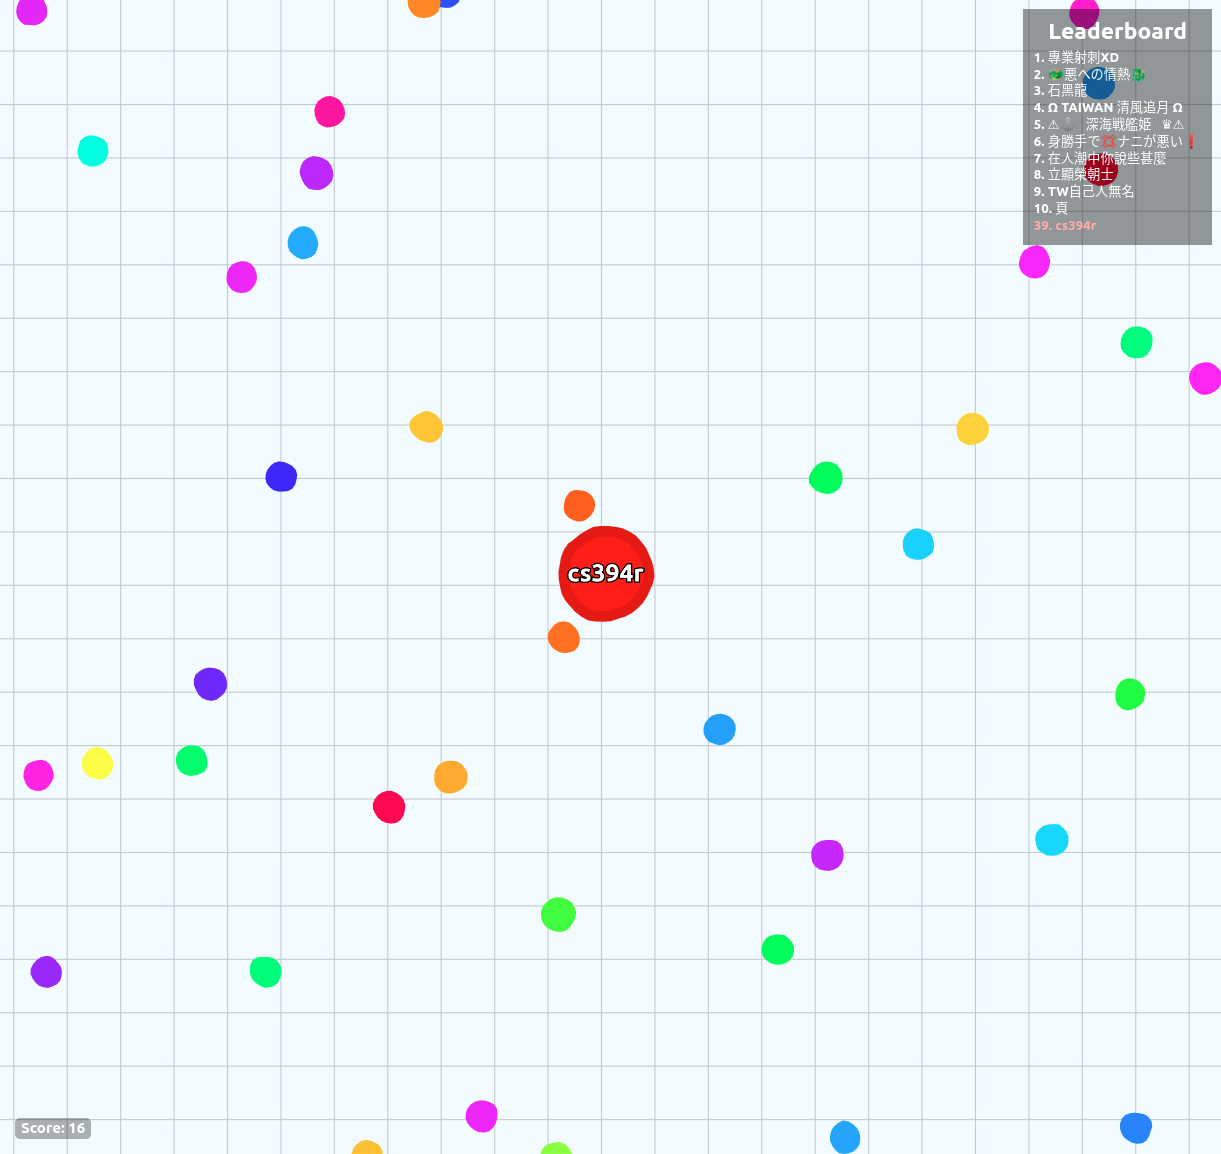 Leaderboard
1. 專業射刺XD
2. 🐲悪への情熱🐉
3. 石黑龍
4. Ω TAIWAN 清風追月 Ω
5. ⚠⚓ 深海戦艦姫 ♛⚠
6. 身勝手で💢ナニが悪い❗
7. 在人潮中你說些甚麼
8. 立顯榮朝士
9. TW自己人無名
10. 頁
39. cs394r
cs394r
Score: 16